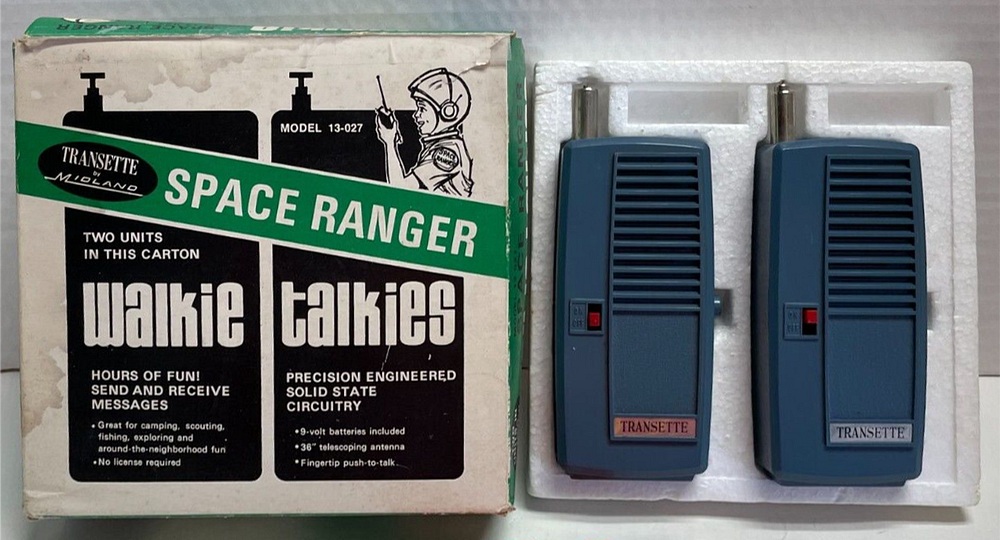 SPACE RANGER
MODEL 13-027
TRANSETTE
by
MIDLAND
SPACE RANGER
TWO UNITS
IN THIS CARTON
walkie talkies
HOURS OF FUN!
SEND AND RECEIVE
MESSAGES
• Great for camping, scouting,
fishing, exploring and
around-the-neighborhood fun
• No license required
PRECISION ENGINEERED
SOLID STATE
CIRCUITRY
• 9-volt batteries included
• 36" telescoping antenna
• Fingertip push-to-talk
TRANSETTE
TRANSETTE